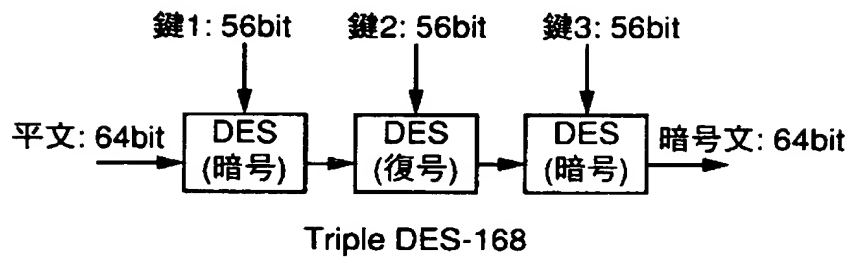 鍵1: 56bit 鍵2: 56bit 鍵3: 56bit
平文: 64bit DES DES DES 暗号文: 64bit
(暗号) (復号) (暗号)
Triple DES-168